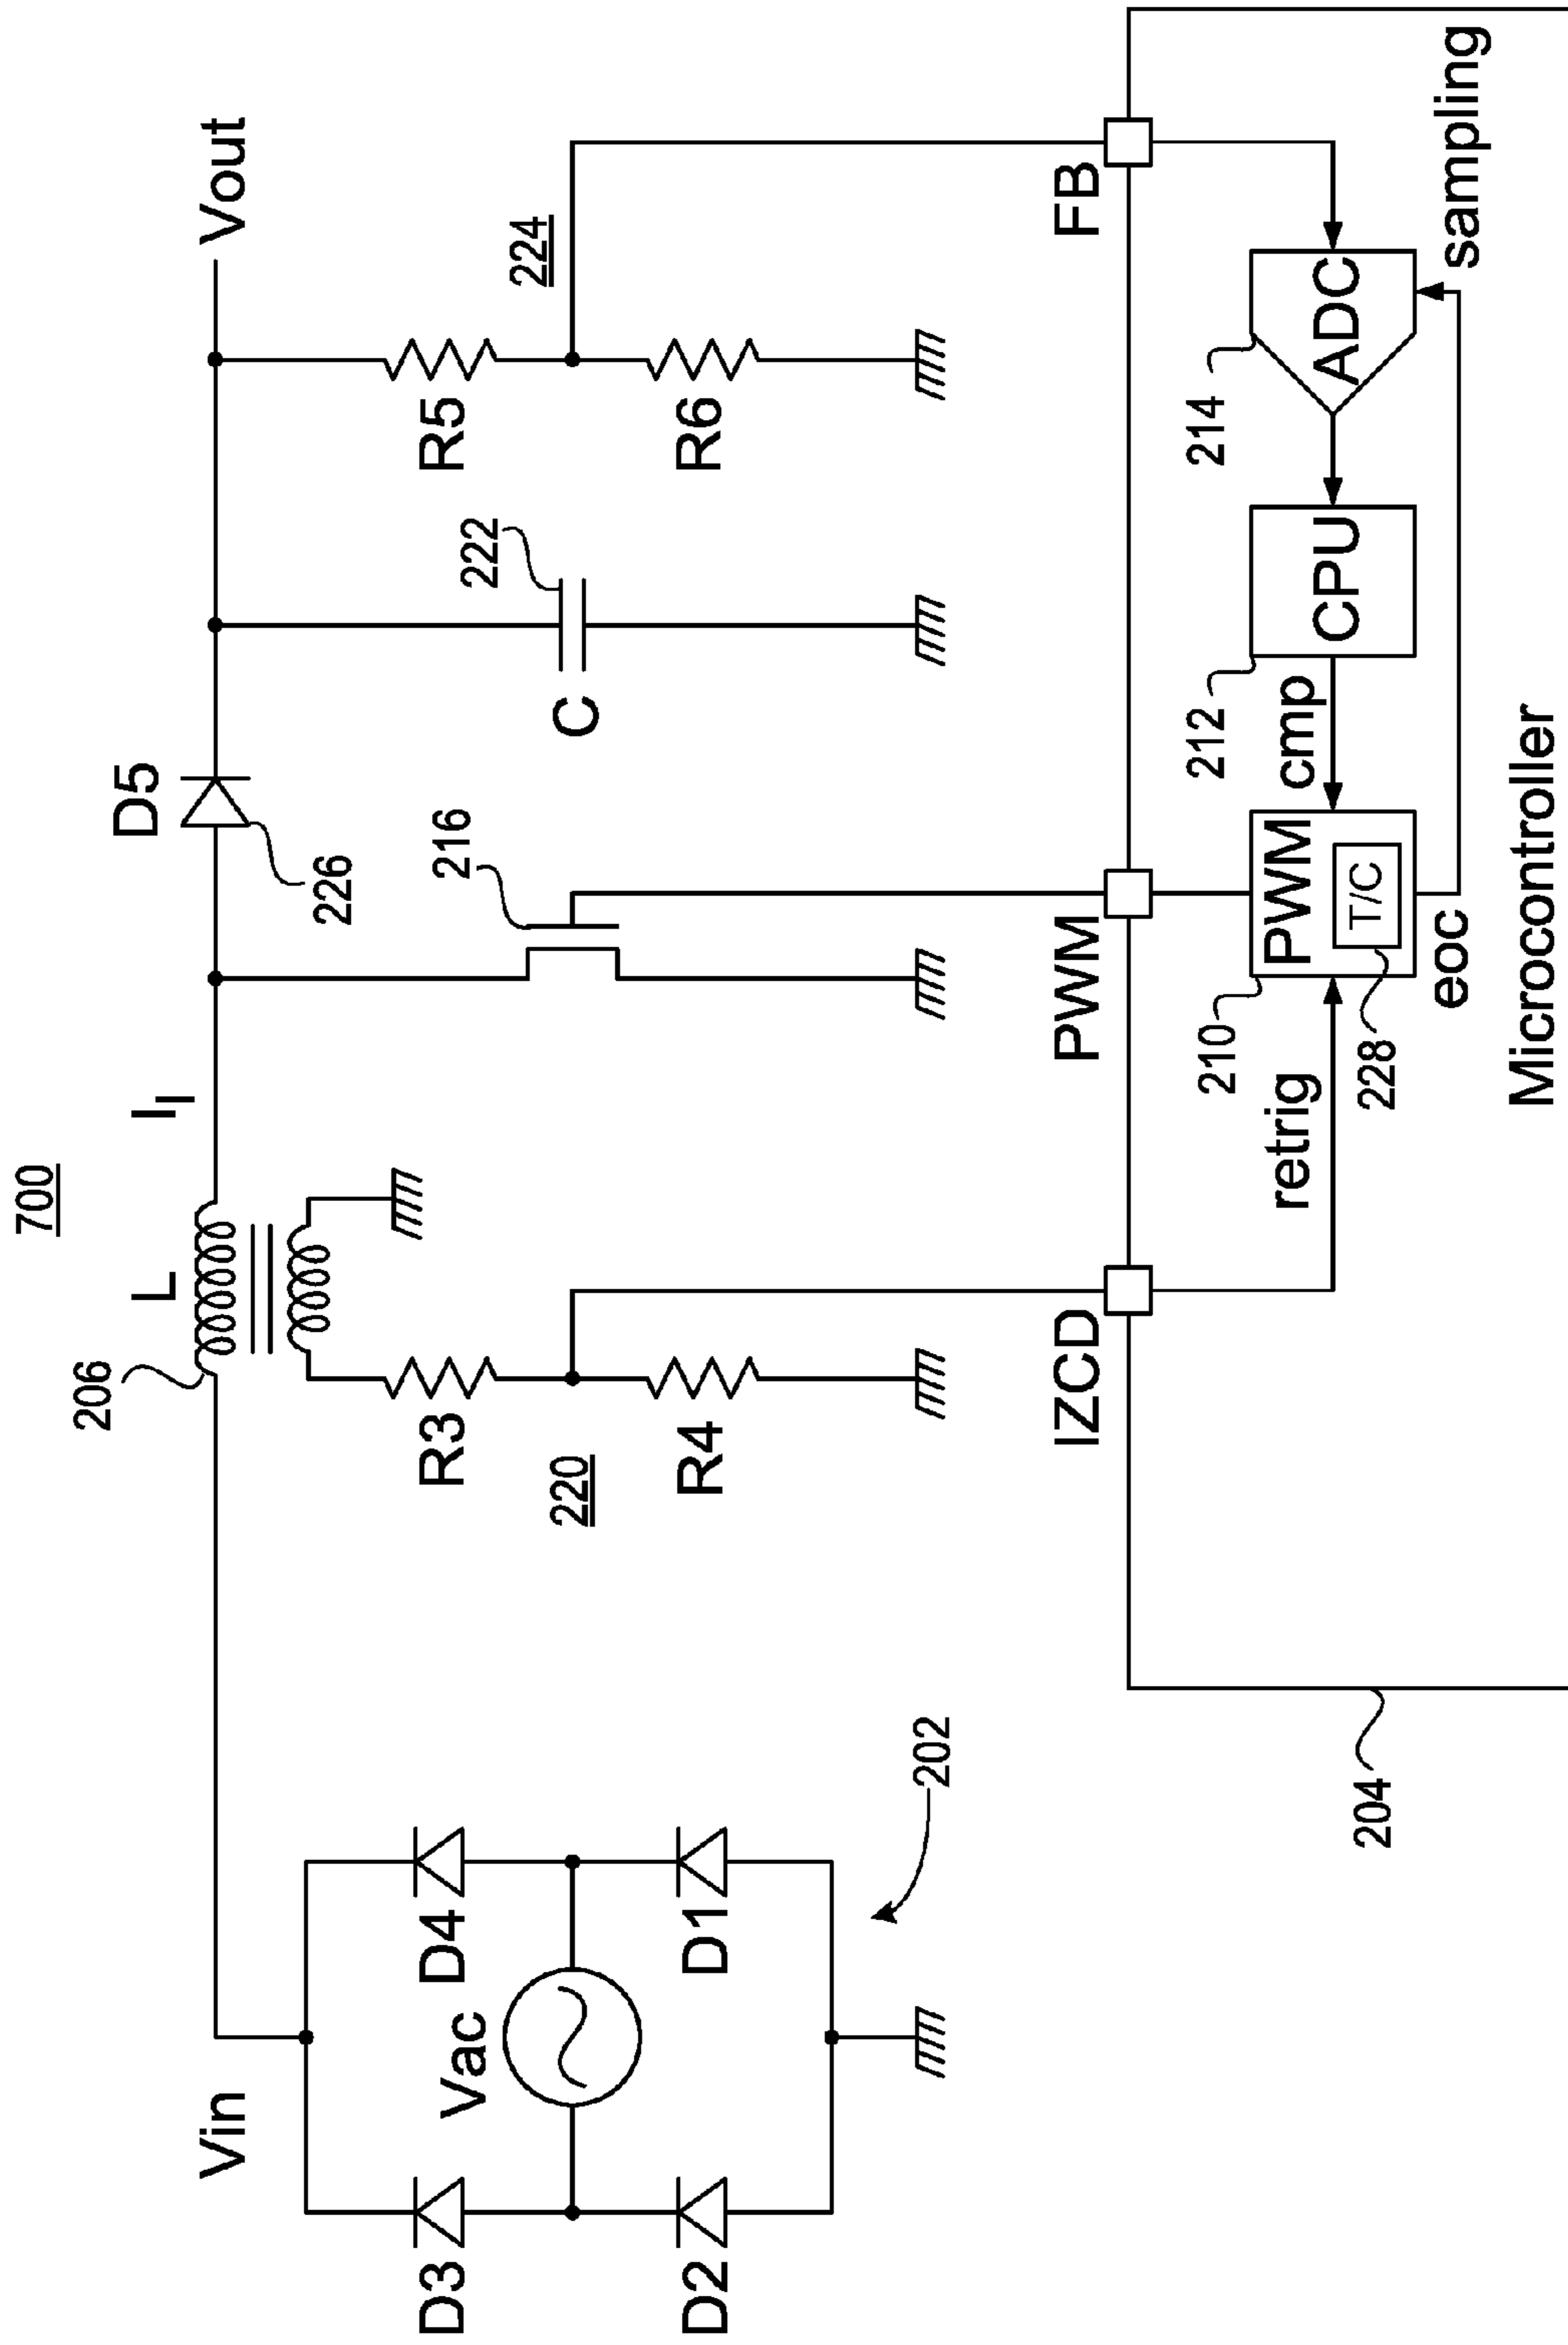 700
Vin
L
I_l
D5
Vout
206
226
D3
D4
Vac
D2
D1
202
R3
220
R4
216
C
222
R5
224
R6
IZCD
PWM
FB
204
retrig
210
PWM
T/C
228
eoc
cmp
212
CPU
214
ADC
sampling
Microcontroller